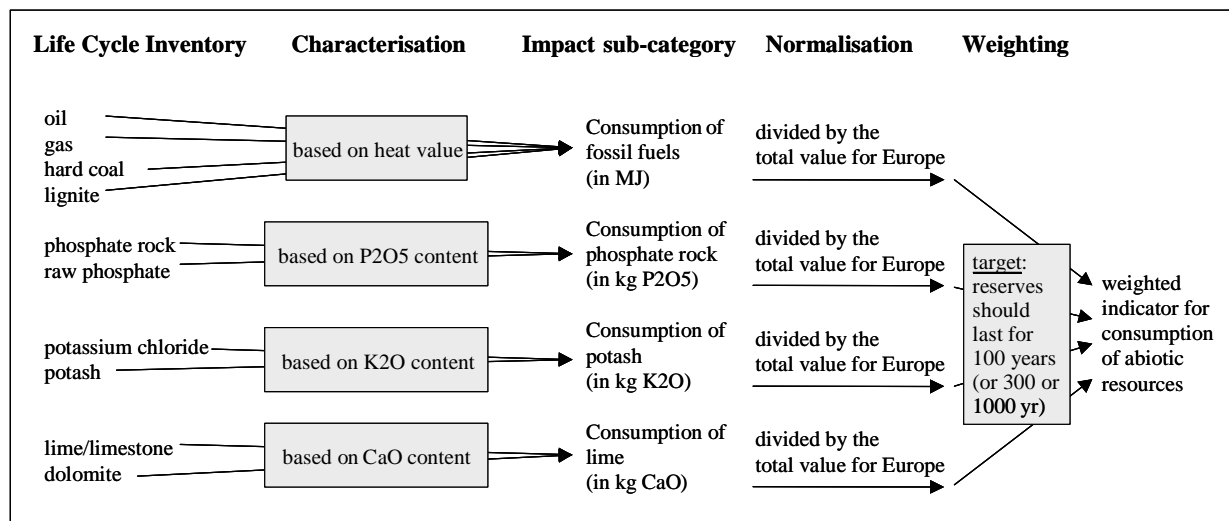 Life Cycle Inventory
Characterisation
Impact sub-category
Normalisation
Weighting
oil
gas
hard coal
lignite
based on heat value
Consumption of
fossil fuels
(in MJ)
divided by the
total value for Europe
phosphate rock
raw phosphate
based on P2O5 content
Consumption of
phosphate rock
(in kg P2O5)
divided by the
total value for Europe
potassium chloride
potash
based on K2O content
Consumption of
potash
(in kg K2O)
divided by the
total value for Europe
lime/limestone
dolomite
based on CaO content
Consumption of
lime
(in kg CaO)
divided by the
total value for Europe
target:
reserves
should
last for
100 years
(or 300 or
1000 yr)
weighted
indicator for
consumption
of abiotic
resources